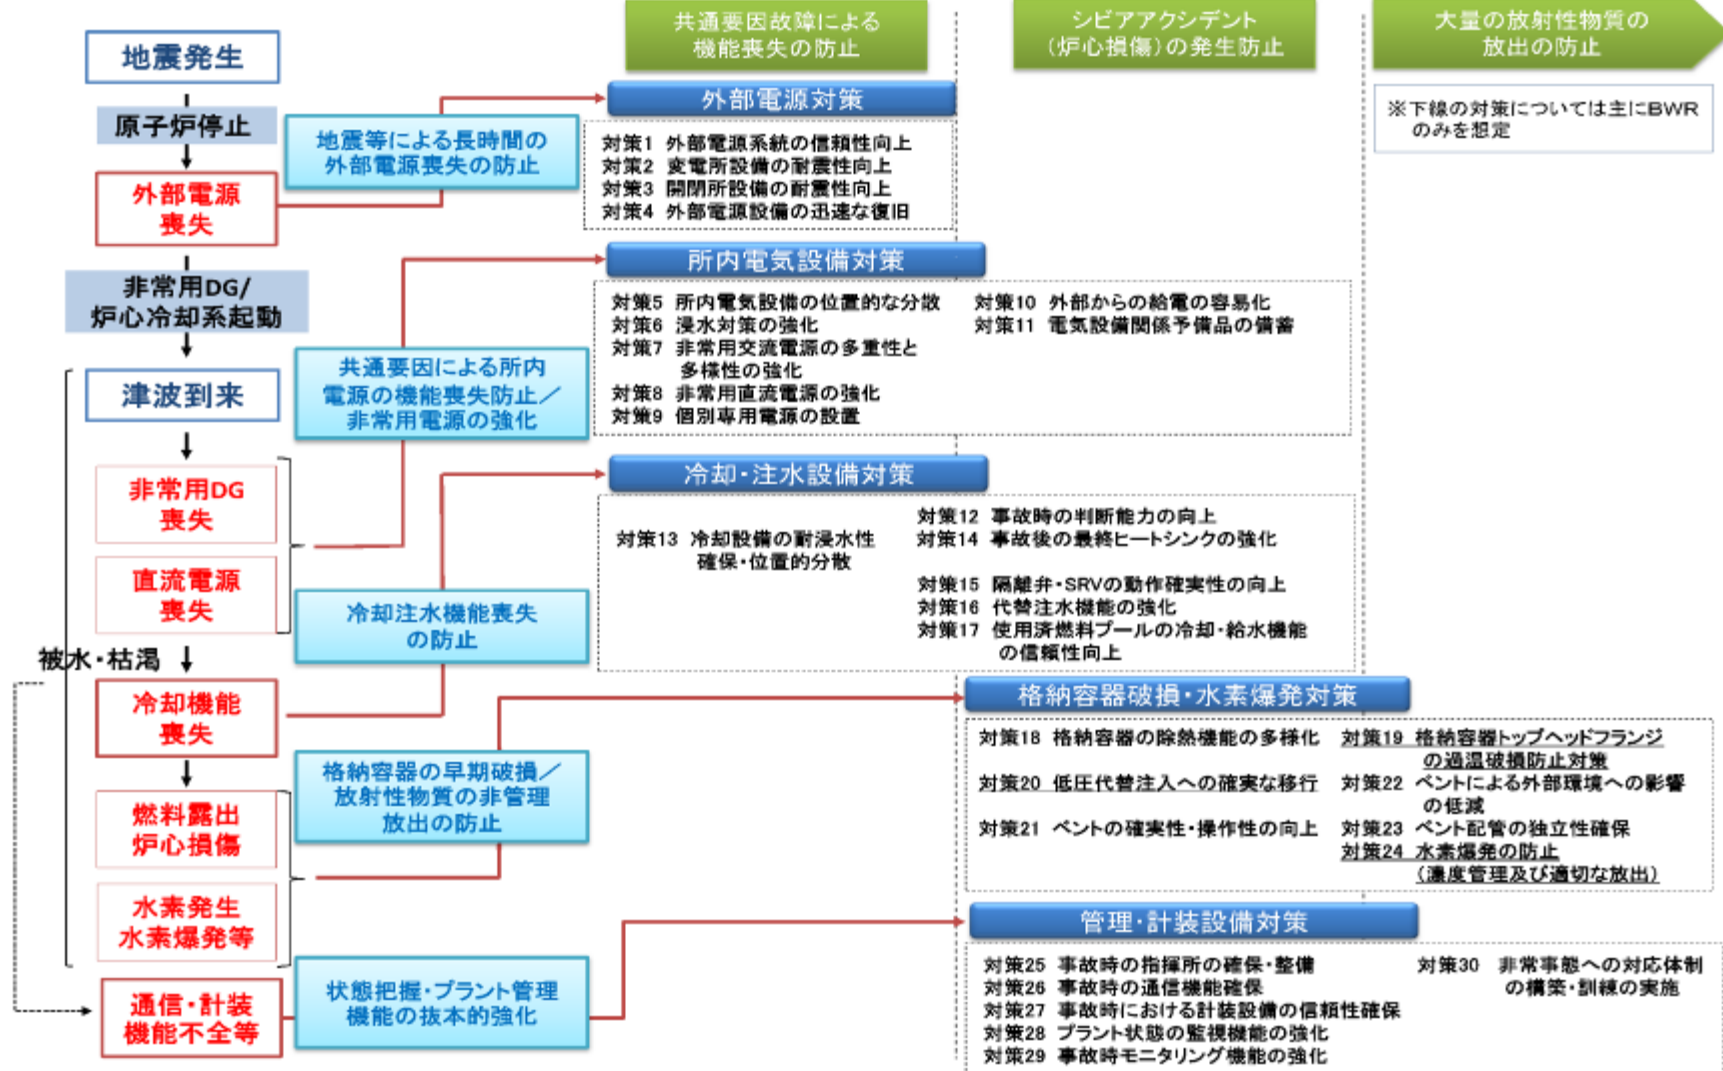 共通要因故障による
機能喪失の防止
シビアアクシデント
(炉心損傷)の発生防止
大量の放射性物質の
放出の防止
※下線の対策については主にBWR
のみを想定
地震発生
原子炉停止
外部電源
喪失
非常用DG/
炉心冷却系起動
津波到来
非常用DG
喪失
直流電源
喪失
被水・枯渇
冷却機能
喪失
燃料露出
炉心損傷
水素発生
水素爆発等
通信・計装
機能不全等
地震等による長時間の
外部電源喪失の防止
共通要因による所内
電源の機能喪失防止/
非常用電源の強化
冷却注水機能喪失
の防止
格納容器の早期破損/
放射性物質の非管理
放出の防止
状態把握・プラント管理
機能の抜本的強化
外部電源対策
対策1 外部電源系統の信頼性向上
対策2 変電所設備の耐震性向上
対策3 開閉所設備の耐震性向上
対策4 外部電源設備の迅速な復旧
所内電気設備対策
対策5 所内電気設備の位置的な分散
対策6 浸水対策の強化
対策7 非常用交流電源の多重性と
多様性の強化
対策8 非常用直流電源の強化
対策9 個別専用電源の設置
対策10 外部からの給電の容易化
対策11 電気設備関係予備品の備蓄
冷却・注水設備対策
対策12 事故時の判断能力の向上
対策13 冷却設備の耐浸水性
確保・位置的分散
対策14 事故後の最終ヒートシンクの強化
対策15 隔離弁・SRVの動作確実性の向上
対策16 代替注水機能の強化
対策17 使用済燃料プールの冷却・給水機能
の信頼性向上
格納容器破損・水素爆発対策
対策18 格納容器の除熱機能の多様化
対策19 格納容器トップヘッドフランジ
の過温破損防止対策
対策20 低圧代替注入への確実な移行
対策21 ベントの確実性・操作性の向上
対策22 ベントによる外部環境への影響
の低減
対策23 ベント配管の独立性確保
対策24 水素爆発の防止
(濃度管理及び適切な放出)
管理・計装設備対策
対策25 事故時の指揮所の確保・整備
対策26 事故時の通信機能確保
対策27 事故時における計装設備の信頼性確保
対策28 プラント状態の監視機能の強化
対策29 事故時モニタリング機能の強化
対策30 非常事態への対応体制
の構築・訓練の実施